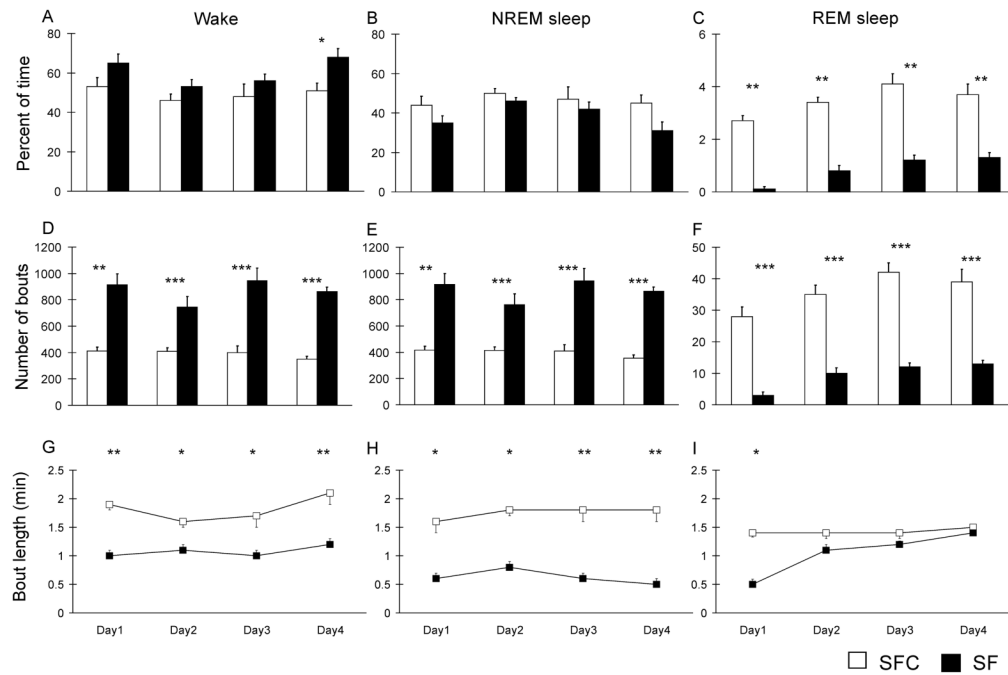 A Wake B NREM sleep C REM sleep
Percent of time
80 60 40 20 0
80 60 40 20 0
6 4 2 0
*
** ** ** **
D E F
Number of bouts
1200 1000 800 600 400 200 0
1200 1000 800 600 400 200 0
50 40 30 20 10 0
** *** *** ***
** *** *** ***
*** *** *** ***
G H I
Bout length (min)
2.5 2 1.5 1 0.5 0
2.5 2 1.5 1 0.5 0
2.5 2 1.5 1 0.5 0
** * * **
* * ** **
*
Day1 Day2 Day3 Day4
Day1 Day2 Day3 Day4
Day1 Day2 Day3 Day4
SFC SF